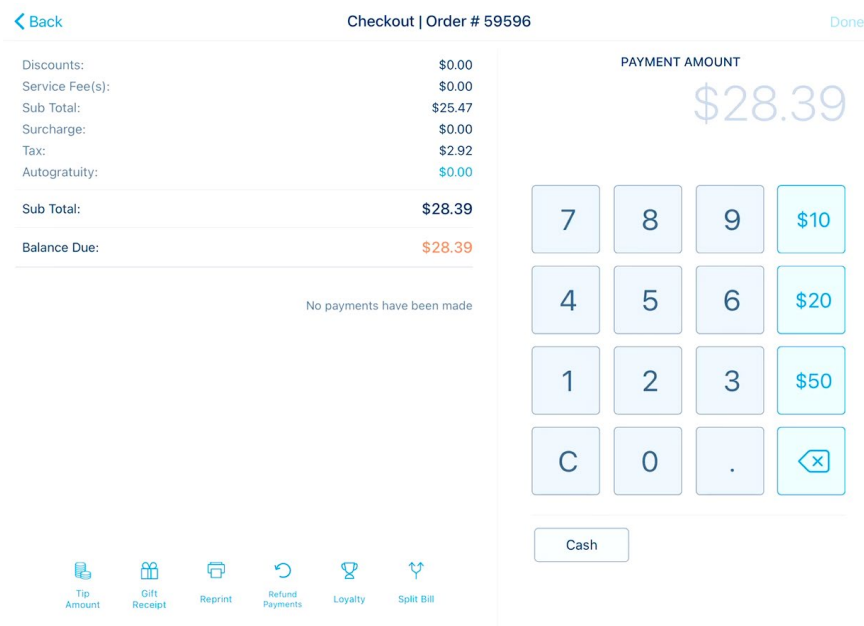 Back
Checkout | Order # 59596
Done
Discounts: $0.00
Service Fee(s): $0.00
Sub Total: $25.47
Surcharge: $0.00
Tax: $2.92
Autogratuity: $0.00
Sub Total: $28.39
Balance Due: $28.39
No payments have been made
Tip
Amount
Gift
Receipt
Reprint
Refund
Payments
Loyalty
Split Bill
PAYMENT AMOUNT
$28.39
7 8 9 $10
4 5 6 $20
1 2 3 $50
C 0 .
Cash